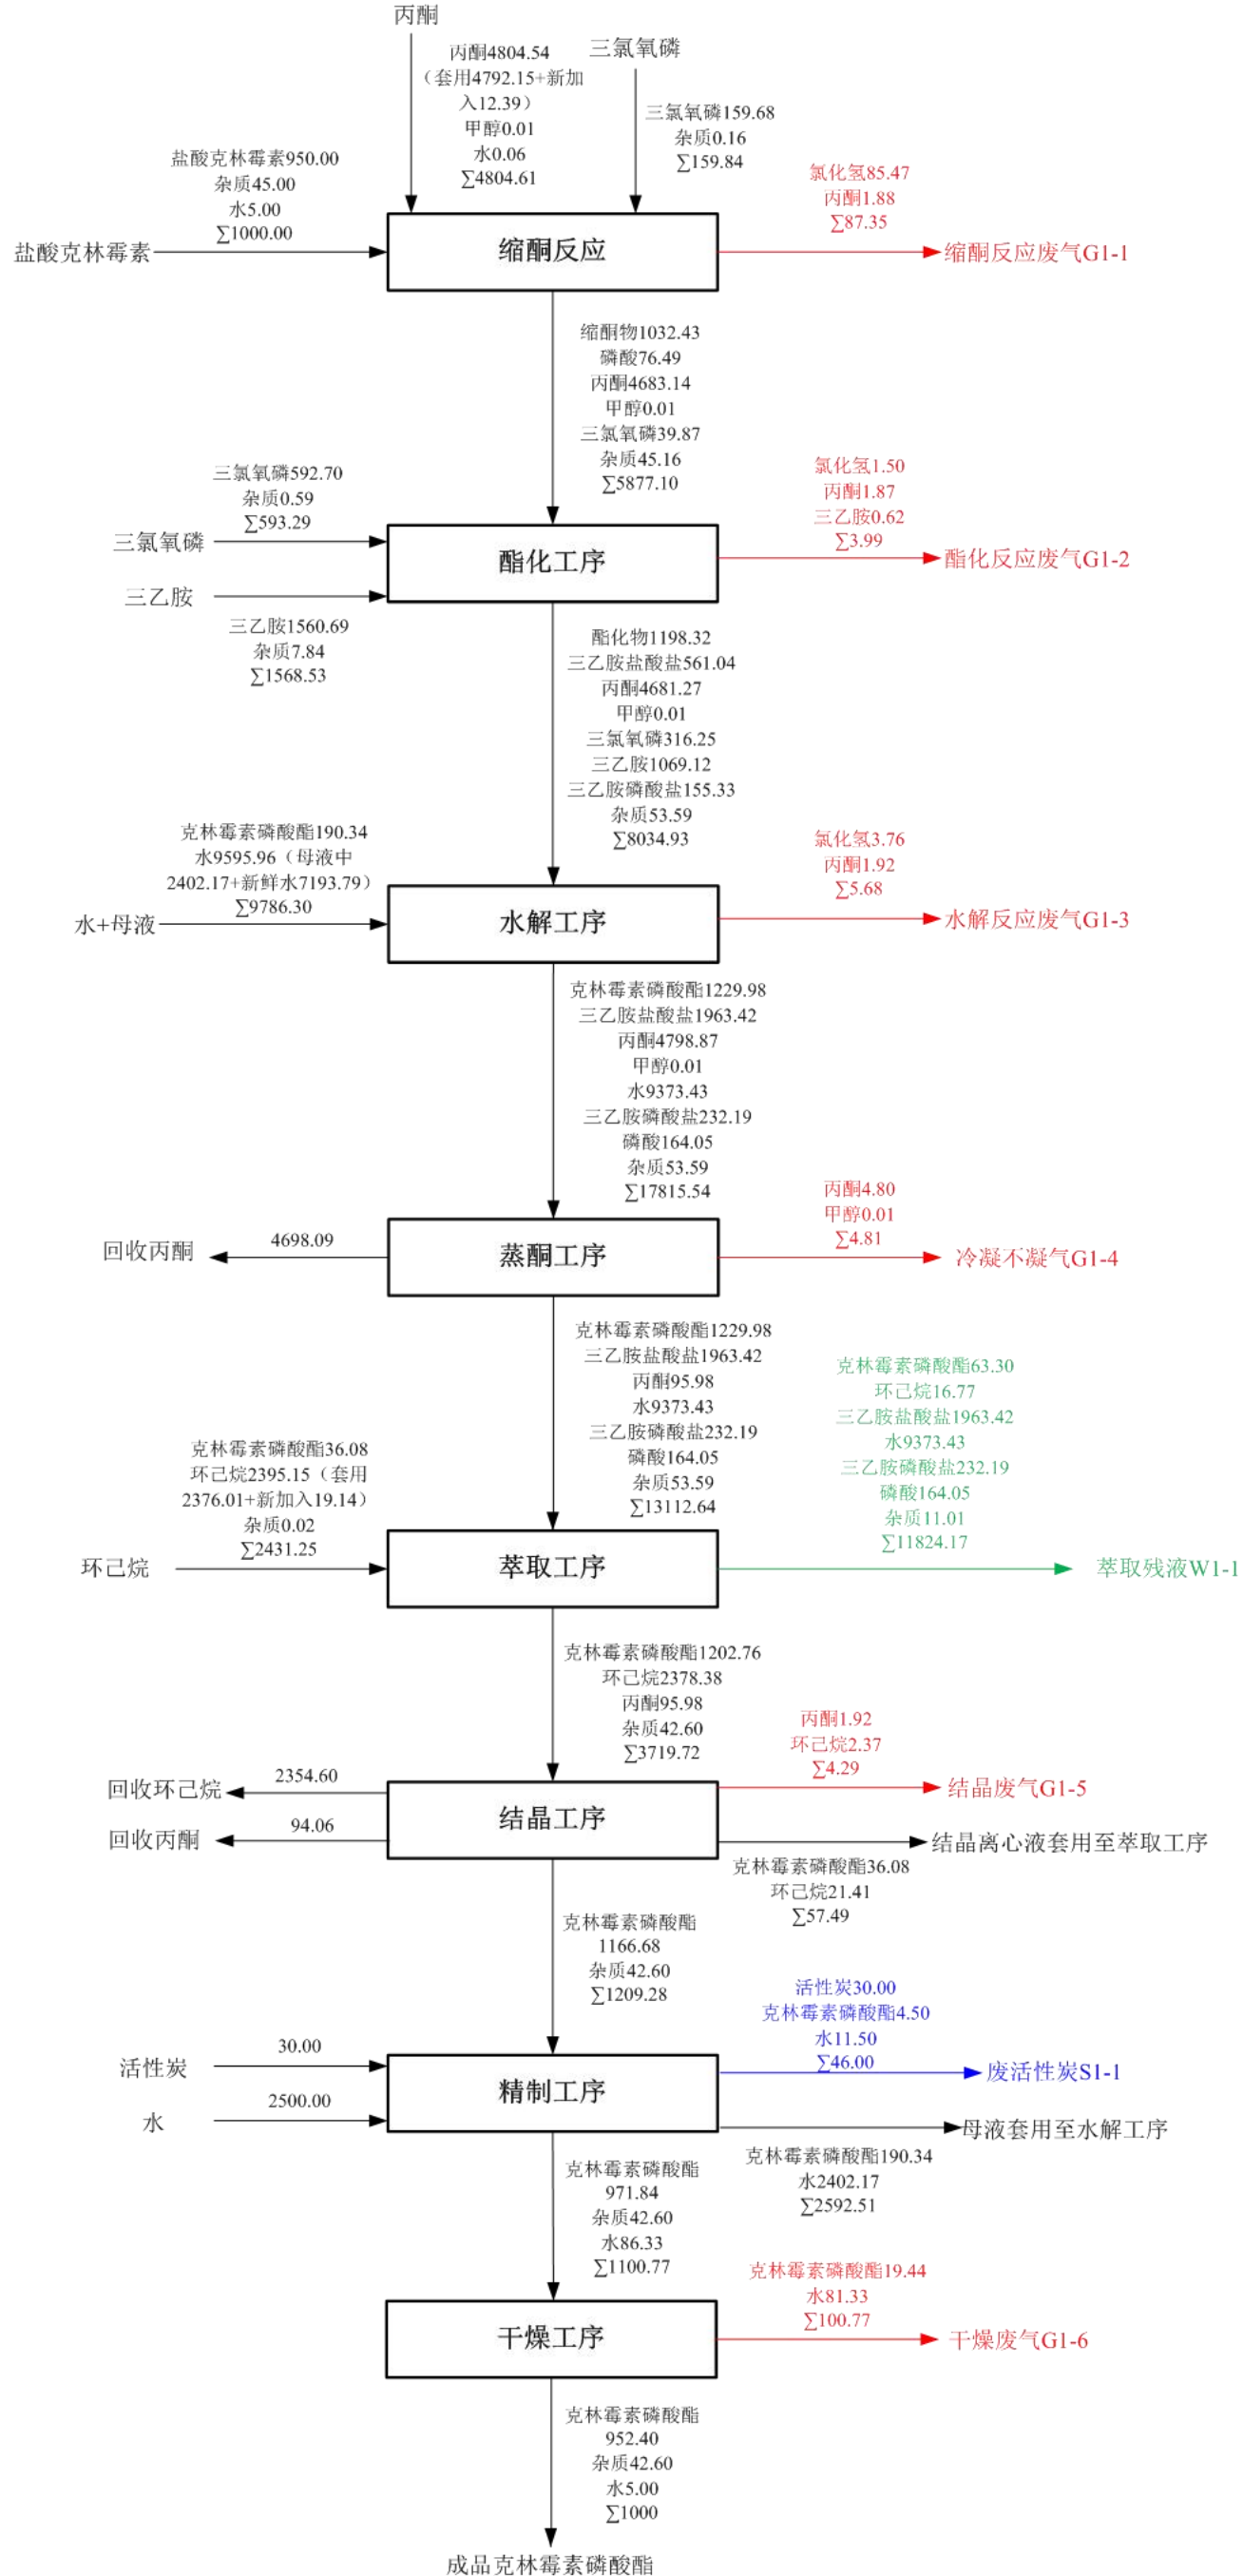 丙酮
丙酮4804.54
（套用4792.15+新加
入12.39）
甲醇0.01
水0.06
∑4804.61
三氯氧磷
三氯氧磷159.68
杂质0.16
∑159.84
盐酸克林霉素950.00
杂质45.00
水5.00
∑1000.00
盐酸克林霉素
缩酮反应
氯化氢85.47
丙酮1.88
∑87.35
缩酮反应废气G1-1
缩酮物1032.43
磷酸76.49
丙酮4683.14
甲醇0.01
三氯氧磷39.87
杂质45.16
∑5877.10
三氯氧磷592.70
杂质0.59
∑593.29
三氯氧磷
三乙胺
三乙胺1560.69
杂质7.84
∑1568.53
酯化工序
氯化氢1.50
丙酮1.87
三乙胺0.62
∑3.99
酯化反应废气G1-2
酯化物1198.32
三乙胺盐酸盐561.04
丙酮4681.27
甲醇0.01
三氯氧磷316.25
三乙胺1069.12
三乙胺磷酸盐155.33
杂质53.59
∑8034.93
克林霉素磷酸酯190.34
水9595.96（母液中
2402.17+新鲜水7193.79）
∑9786.30
水+母液
水解工序
氯化氢3.76
丙酮1.92
∑5.68
水解反应废气G1-3
克林霉素磷酸酯1229.98
三乙胺盐酸盐1963.42
丙酮4798.87
甲醇0.01
水9373.43
三乙胺磷酸盐232.19
磷酸164.05
杂质53.59
∑17815.54
回收丙酮
4698.09
蒸酮工序
丙酮4.80
甲醇0.01
∑4.81
冷凝不凝气G1-4
克林霉素磷酸酯1229.98
三乙胺盐酸盐1963.42
丙酮95.98
水9373.43
三乙胺磷酸盐232.19
磷酸164.05
杂质53.59
∑13112.64
克林霉素磷酸酯36.08
环己烷2395.15（套用
2376.01+新加入19.14）
杂质0.02
∑2431.25
环己烷
萃取工序
克林霉素磷酸酯63.30
环己烷16.77
三乙胺盐酸盐1963.42
水9373.43
三乙胺磷酸盐232.19
磷酸164.05
杂质11.01
∑11824.17
萃取残液W1-1
克林霉素磷酸酯1202.76
环己烷2378.38
丙酮95.98
杂质42.60
∑3719.72
回收环己烷
2354.60
回收丙酮
94.06
结晶工序
丙酮1.92
环己烷2.37
∑4.29
结晶废气G1-5
结晶离心液套用至萃取工序
克林霉素磷酸酯36.08
环己烷21.41
∑57.49
克林霉素磷酸酯
1166.68
杂质42.60
∑1209.28
活性炭
30.00
水
2500.00
精制工序
活性炭30.00
克林霉素磷酸酯4.50
水11.50
∑46.00
废活性炭S1-1
母液套用至水解工序
克林霉素磷酸酯190.34
水2402.17
∑2592.51
克林霉素磷酸酯
971.84
杂质42.60
水86.33
∑1100.77
干燥工序
克林霉素磷酸酯19.44
水81.33
∑100.77
干燥废气G1-6
克林霉素磷酸酯
952.40
杂质42.60
水5.00
∑1000
成品克林霉素磷酸酯